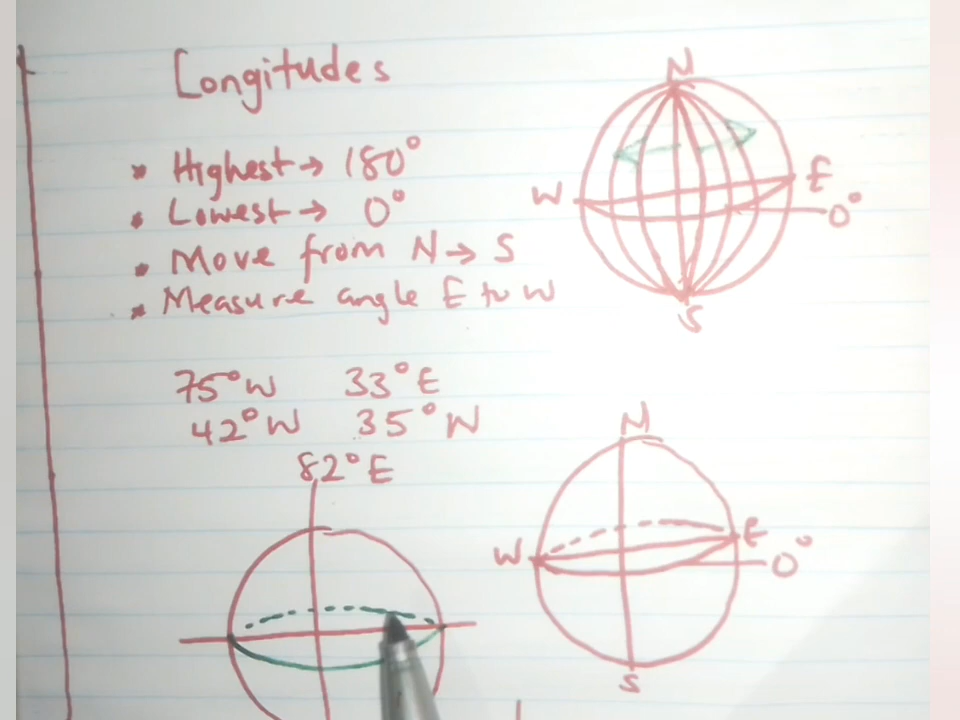 Longitudes
• Highest → 180°
• Lowest → 0°
• Move from N → S
• Measure angle E to W
75°W 33°E
42°W 35°W
82°E
N
W E
0°
S
N
W E
0°
S